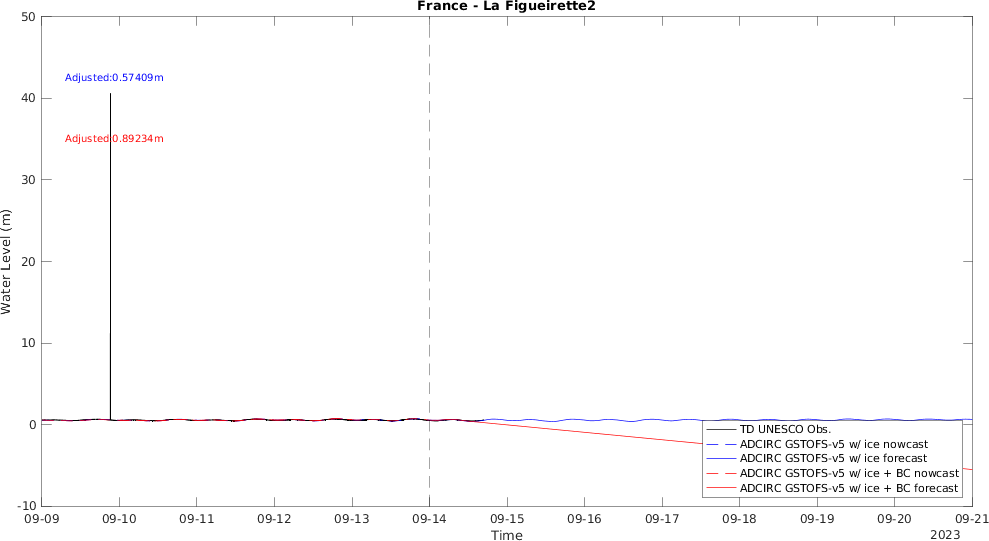 France - La Figueirette2
50
40
30
20
10
0
-10
Water Level (m)
Adjusted:0.57409m
Adjusted:0.89234m
TD UNESCO Obs.
ADCIRC GSTOFS-v5 w/ ice nowcast
ADCIRC GSTOFS-v5 w/ ice forecast
ADCIRC GSTOFS-v5 w/ ice + BC nowcast
ADCIRC GSTOFS-v5 w/ ice + BC forecast
09-09 09-10 09-11 09-12 09-13 09-14 09-15 09-16 09-17 09-18 09-19 09-20 09-21
Time
2023